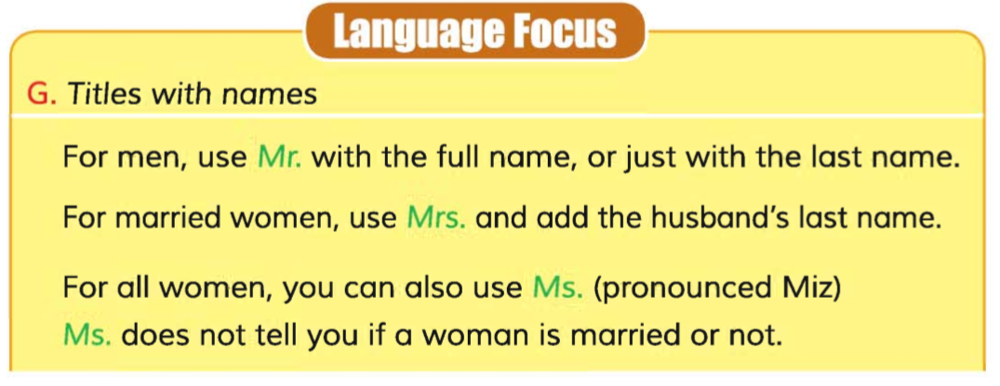 Language Focus
G. Titles with names
For men, use Mr. with the full name, or just with the last name.
For married women, use Mrs. and add the husband's last name.
For all women, you can also use Ms. (pronounced Miz)
Ms. does not tell you if a woman is married or not.